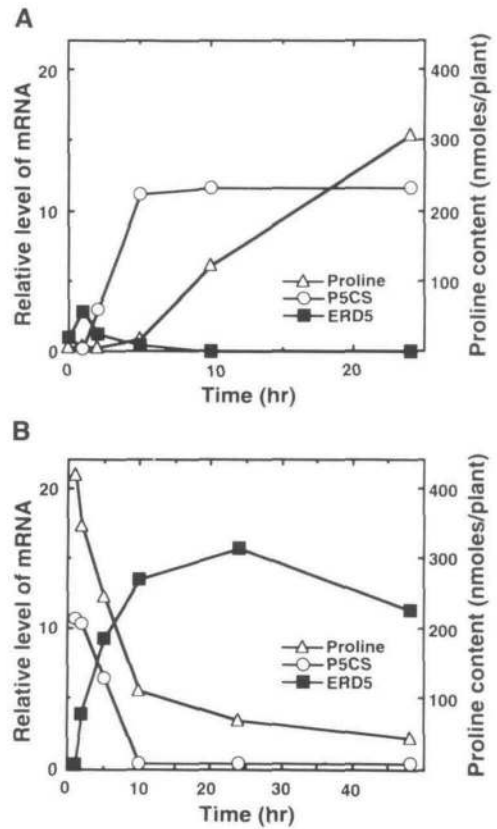 A
Relative level of mRNA
20
10
0
400
300
200
100
Proline content (nmoles/plant)
Proline
P5CS
ERD5
0
10
20
Time (hr)
B
Relative level of mRNA
20
10
0
400
300
200
100
Proline content (nmoles/plant)
Proline
P5CS
ERD5
0
10
20
30
40
Time (hr)